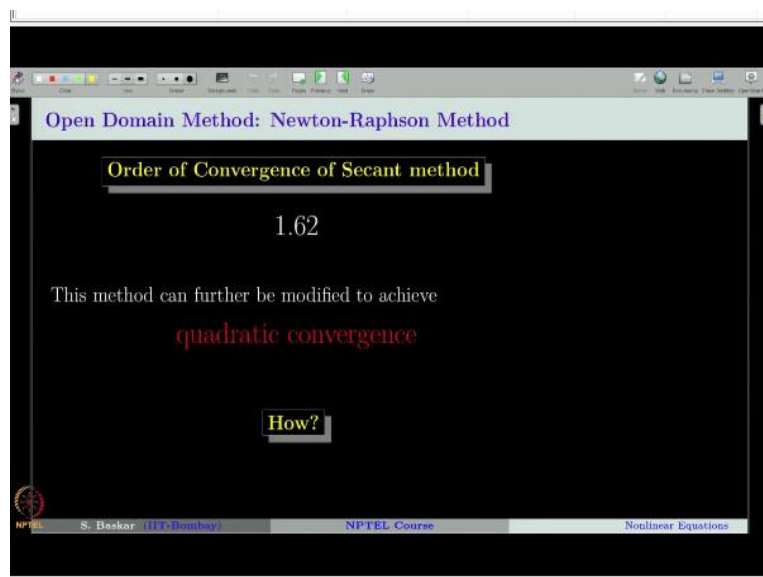 Open Domain Method: Newton-Raphson Method
Order of Convergence of Secant method
1.62
This method can further be modified to achieve
quadratic convergence
How?
NPTEL
S. Baskar (IIT-Bombay) NPTEL Course Nonlinear Equations